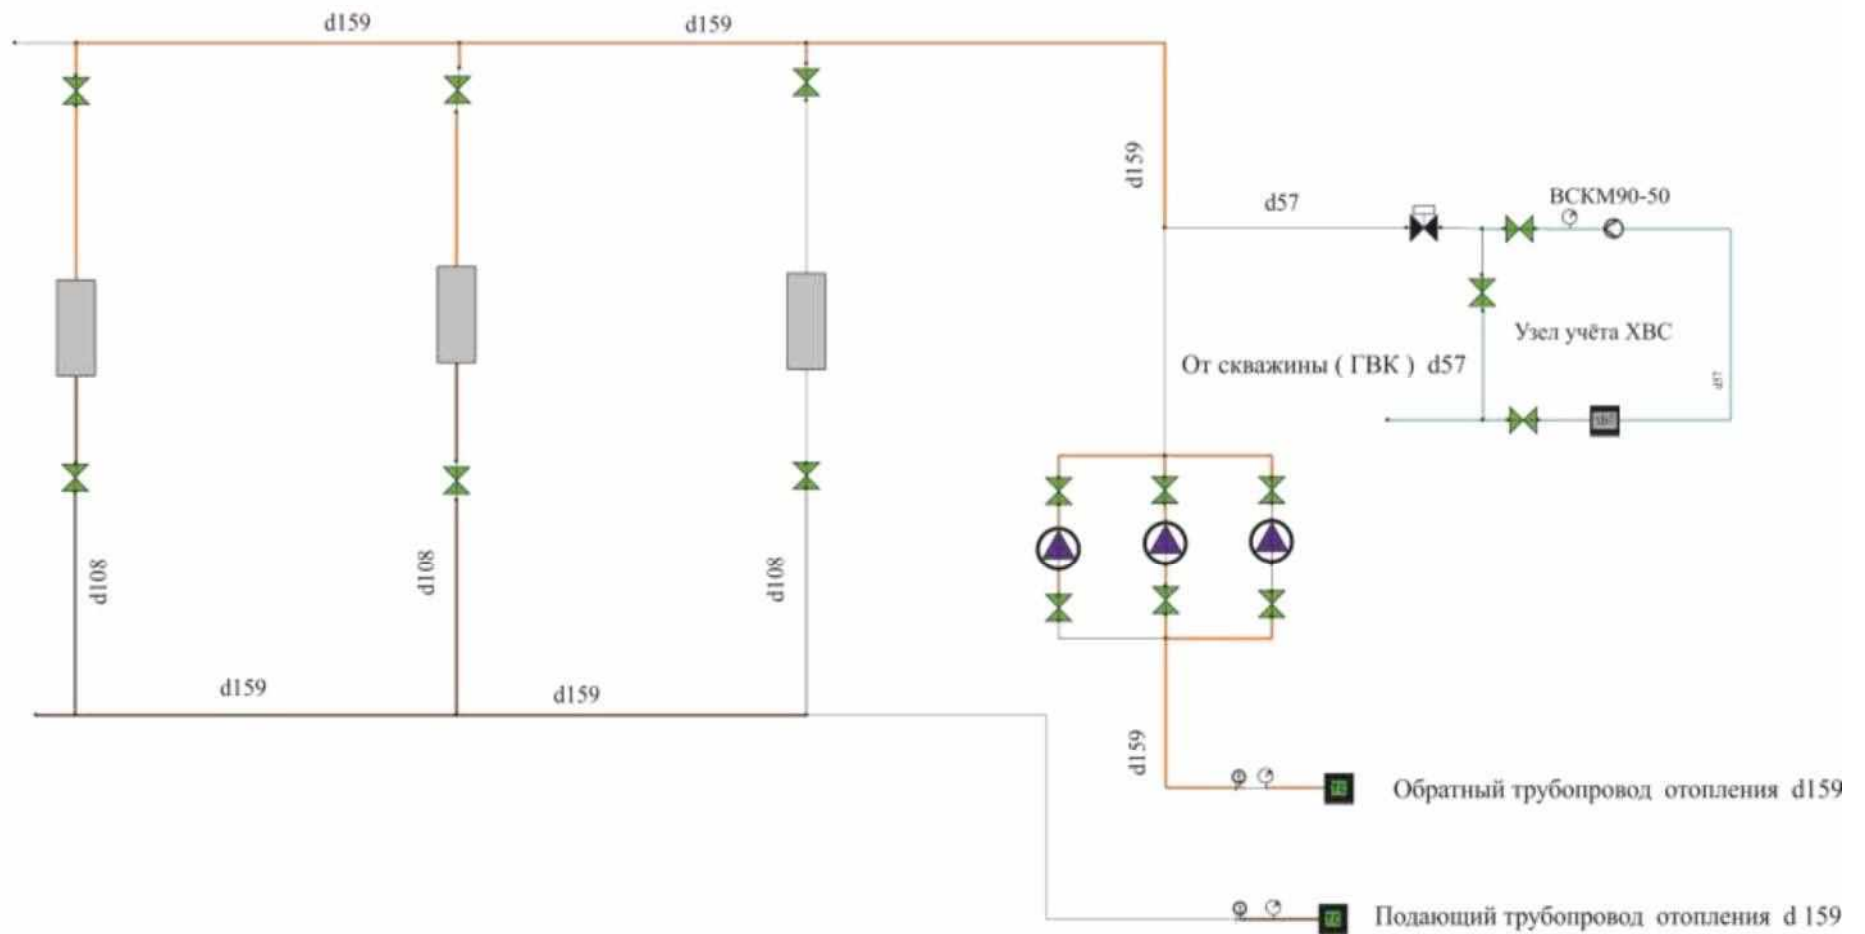 d159
d159
d159
d57
ВСКМ90-50
Узел учёта ХВС
От скважины ( ГВК ) d57
d57
d108
d108
d108
d159
d159
d159
Обратный трубопровод отопления d159
Подающий трубопровод отопления d 159